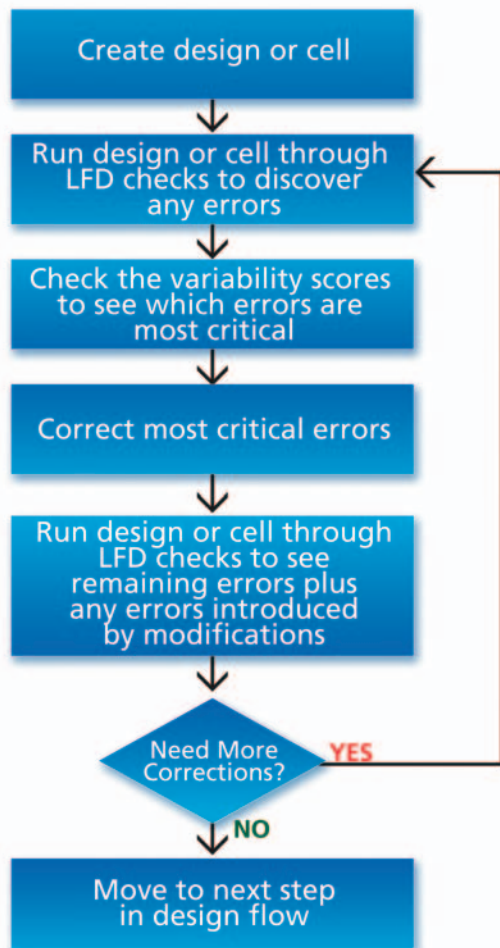 Create design or cell
Run design or cell through
LFD checks to discover
any errors
Check the variability scores
to see which errors are
most critical
Correct most critical errors
Run design or cell through
LFD checks to see
remaining errors plus
any errors introduced
by modifications
Need More
Corrections?
YES
NO
Move to next step
in design flow